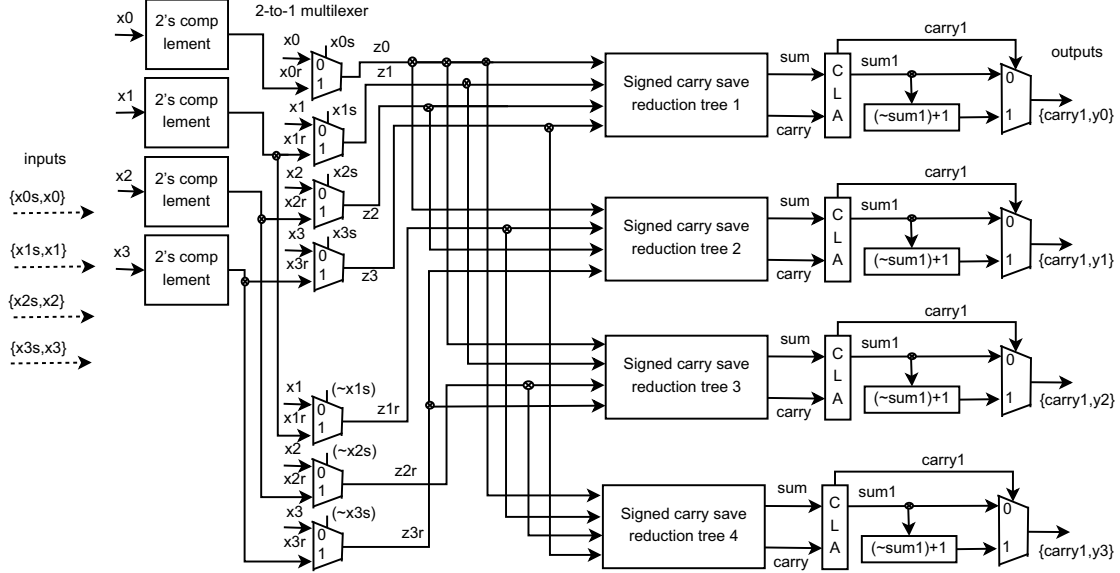 2-to-1 multilexer
inputs
{x0s,x0}
{x1s,x1}
{x2s,x2}
{x3s,x3}
x0
2's comp
lement
x1
2's comp
lement
x2
2's comp
lement
x3
2's comp
lement
x0
x0r
0
1
x0s
z0
x1
x1r
0
1
x1s
z1
x2
x2r
0
1
x2s
z2
x3
x3r
0
1
x3s
z3
x1
x1r
0
1
(~x1s)
z1r
x2
x2r
0
1
(~x2s)
z2r
x3
x3r
0
1
(~x3s)
z3r
Signed carry save
reduction tree 1
sum
carry
C
L
A
carry1
sum1
(~sum1)+1
0
1
outputs
{carry1,y0}
Signed carry save
reduction tree 2
sum
carry
C
L
A
carry1
sum1
(~sum1)+1
0
1
{carry1,y1}
Signed carry save
reduction tree 3
sum
carry
C
L
A
carry1
sum1
(~sum1)+1
0
1
{carry1,y2}
Signed carry save
reduction tree 4
sum
carry
C
L
A
carry1
sum1
(~sum1)+1
0
1
{carry1,y3}